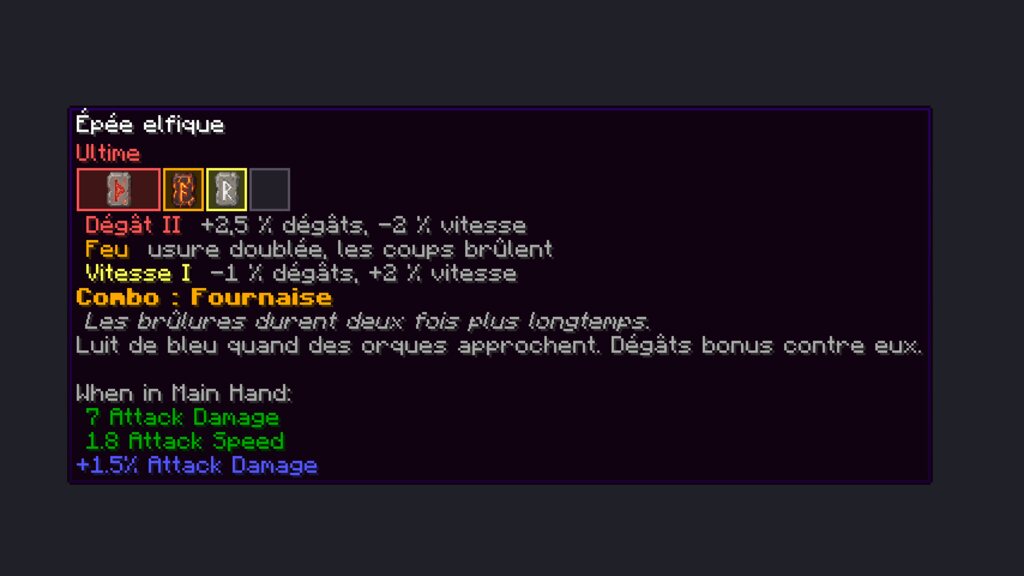 Épée elfique
Ultime
ᚦ ᚨ ᚱ
Dégât II +2,5 % dégâts, -2 % vitesse
Feu usure doublée, les coups brûlent
Vitesse I -1 % dégâts, +2 % vitesse
Combo : Fournaise
Les brûlures durent deux fois plus longtemps.
Luit de bleu quand des orques approchent. Dégâts bonus contre eux.
When in Main Hand:
7 Attack Damage
1.8 Attack Speed
+1.5% Attack Damage